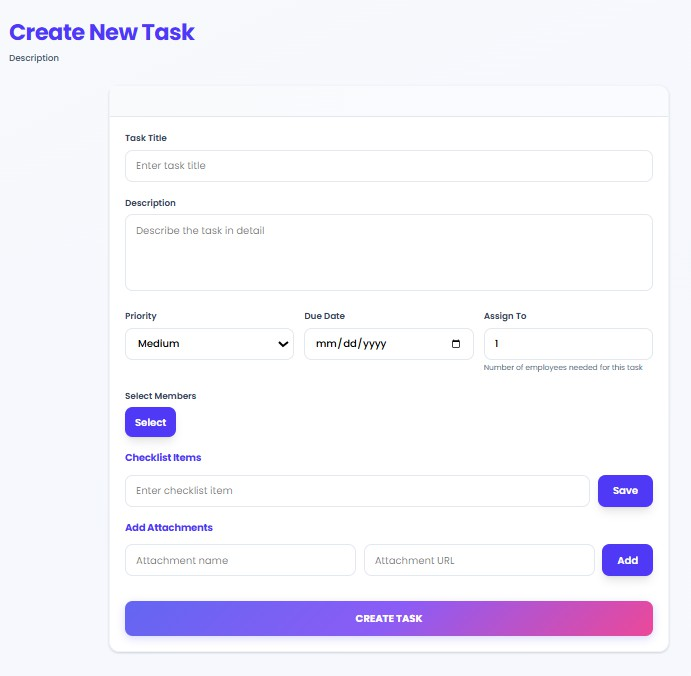 Create New Task
Description
Task Title
Enter task title
Description
Describe the task in detail
Priority Due Date Assign To
Medium mm/dd/yyyy 1
Number of employees needed for this task
Select Members
Select
Checklist Items
Enter checklist item Save
Add Attachments
Attachment name Attachment URL Add
CREATE TASK